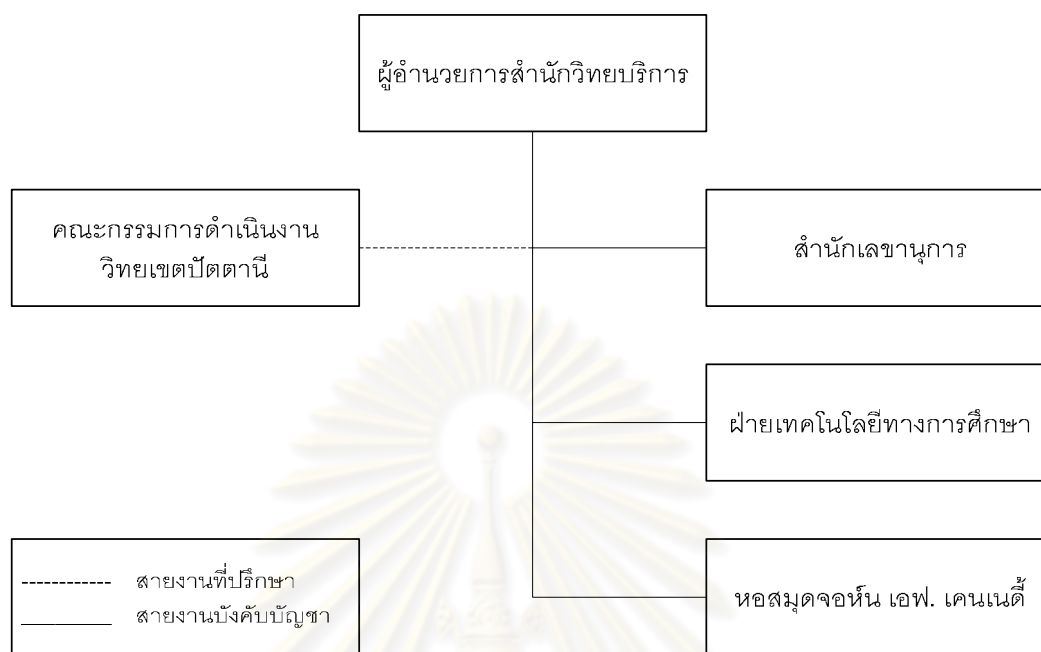 ผู้อำนวยการสำนักวิทยบริการ
คณะกรรมการดำเนินงาน
วิทยเขตปัตตานี
สำนักเลขานุการ
ฝ่ายเทคโนโลยีทางการศึกษา
สายงานที่ปรึกษา
สายงานบังคับบัญชา
หอสมุดจอห์น เอฟ. เคนเนดี้